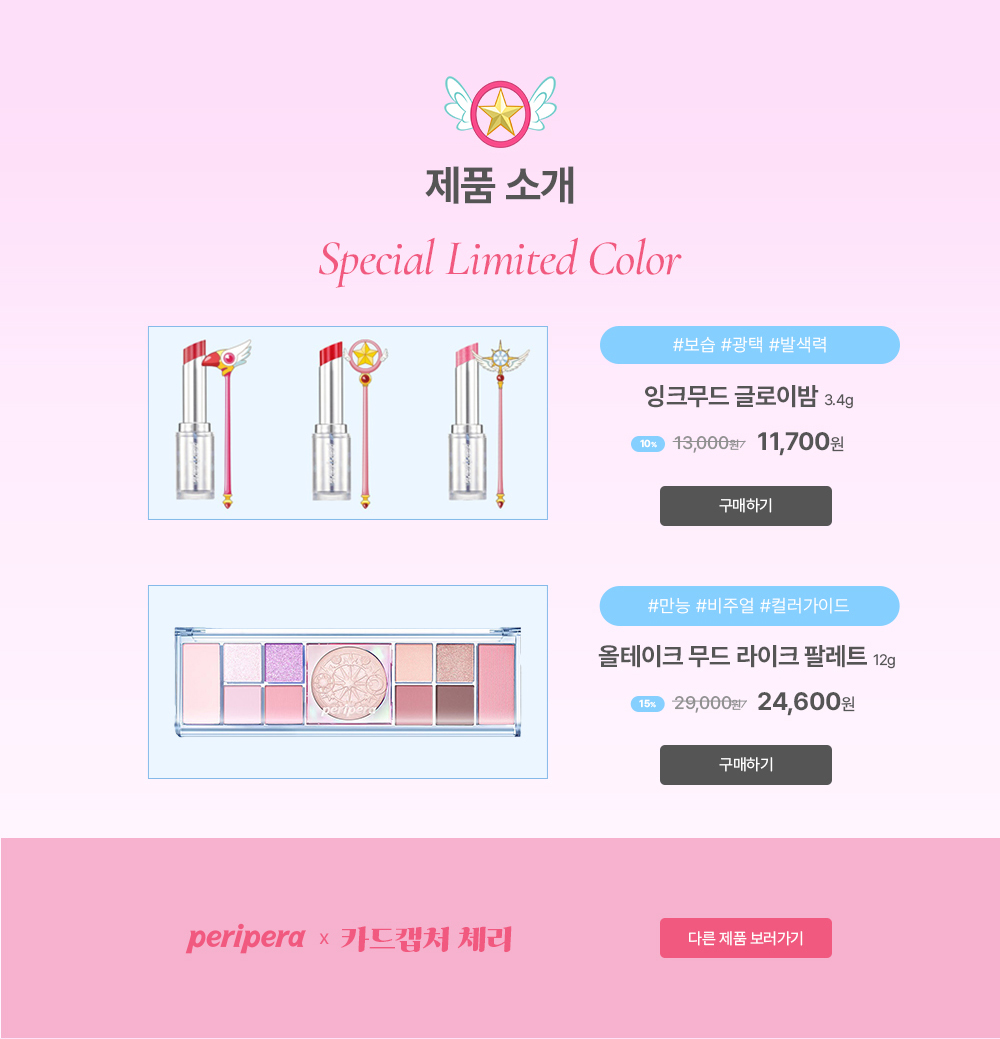 제품 소개
Special Limited Color
#보습 #광택 #발색력
잉크무드 글로이밤 3.4g
10% 13,000원 11,700원
구매하기
#만능 #비주얼 #컬러가이드
올테이크 무드 라이크 팔레트 12g
peripera
15% 29,000원 24,600원
구매하기
peripera x 카드캡처 체리
다른 제품 보러가기